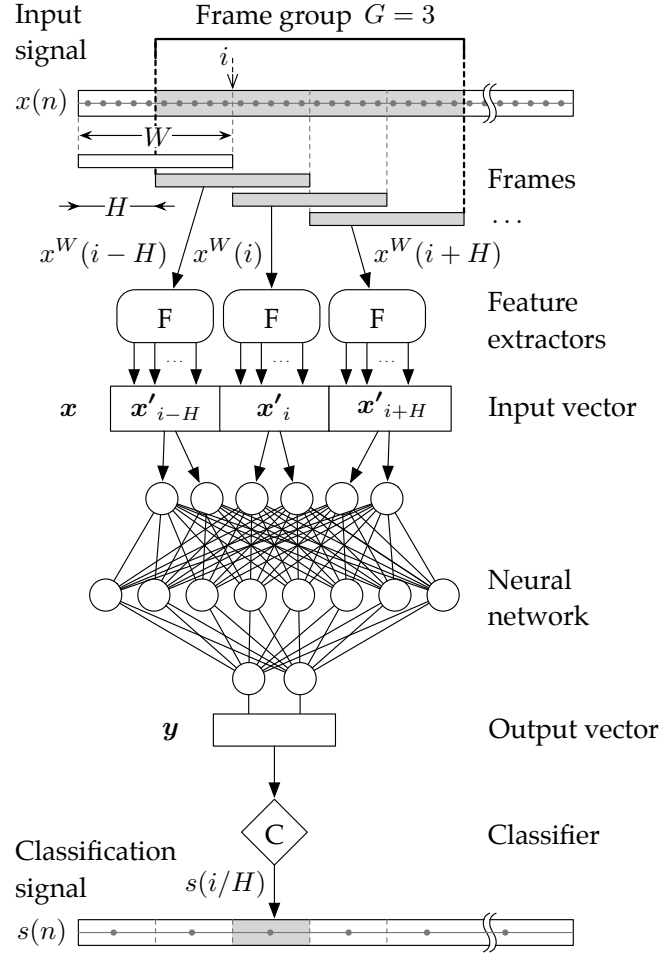 Input
signal
Frame group G = 3
i
x(n)
W
H
Frames
...
x^W(i − H)
x^W(i)
x^W(i + H)
F
F
F
Feature
extractors
...
...
...
x
x'_{i−H}
x'_i
x'_{i+H}
Input vector
Neural
network
y
Output vector
C
Classifier
Classification
signal
s(i/H)
s(n)